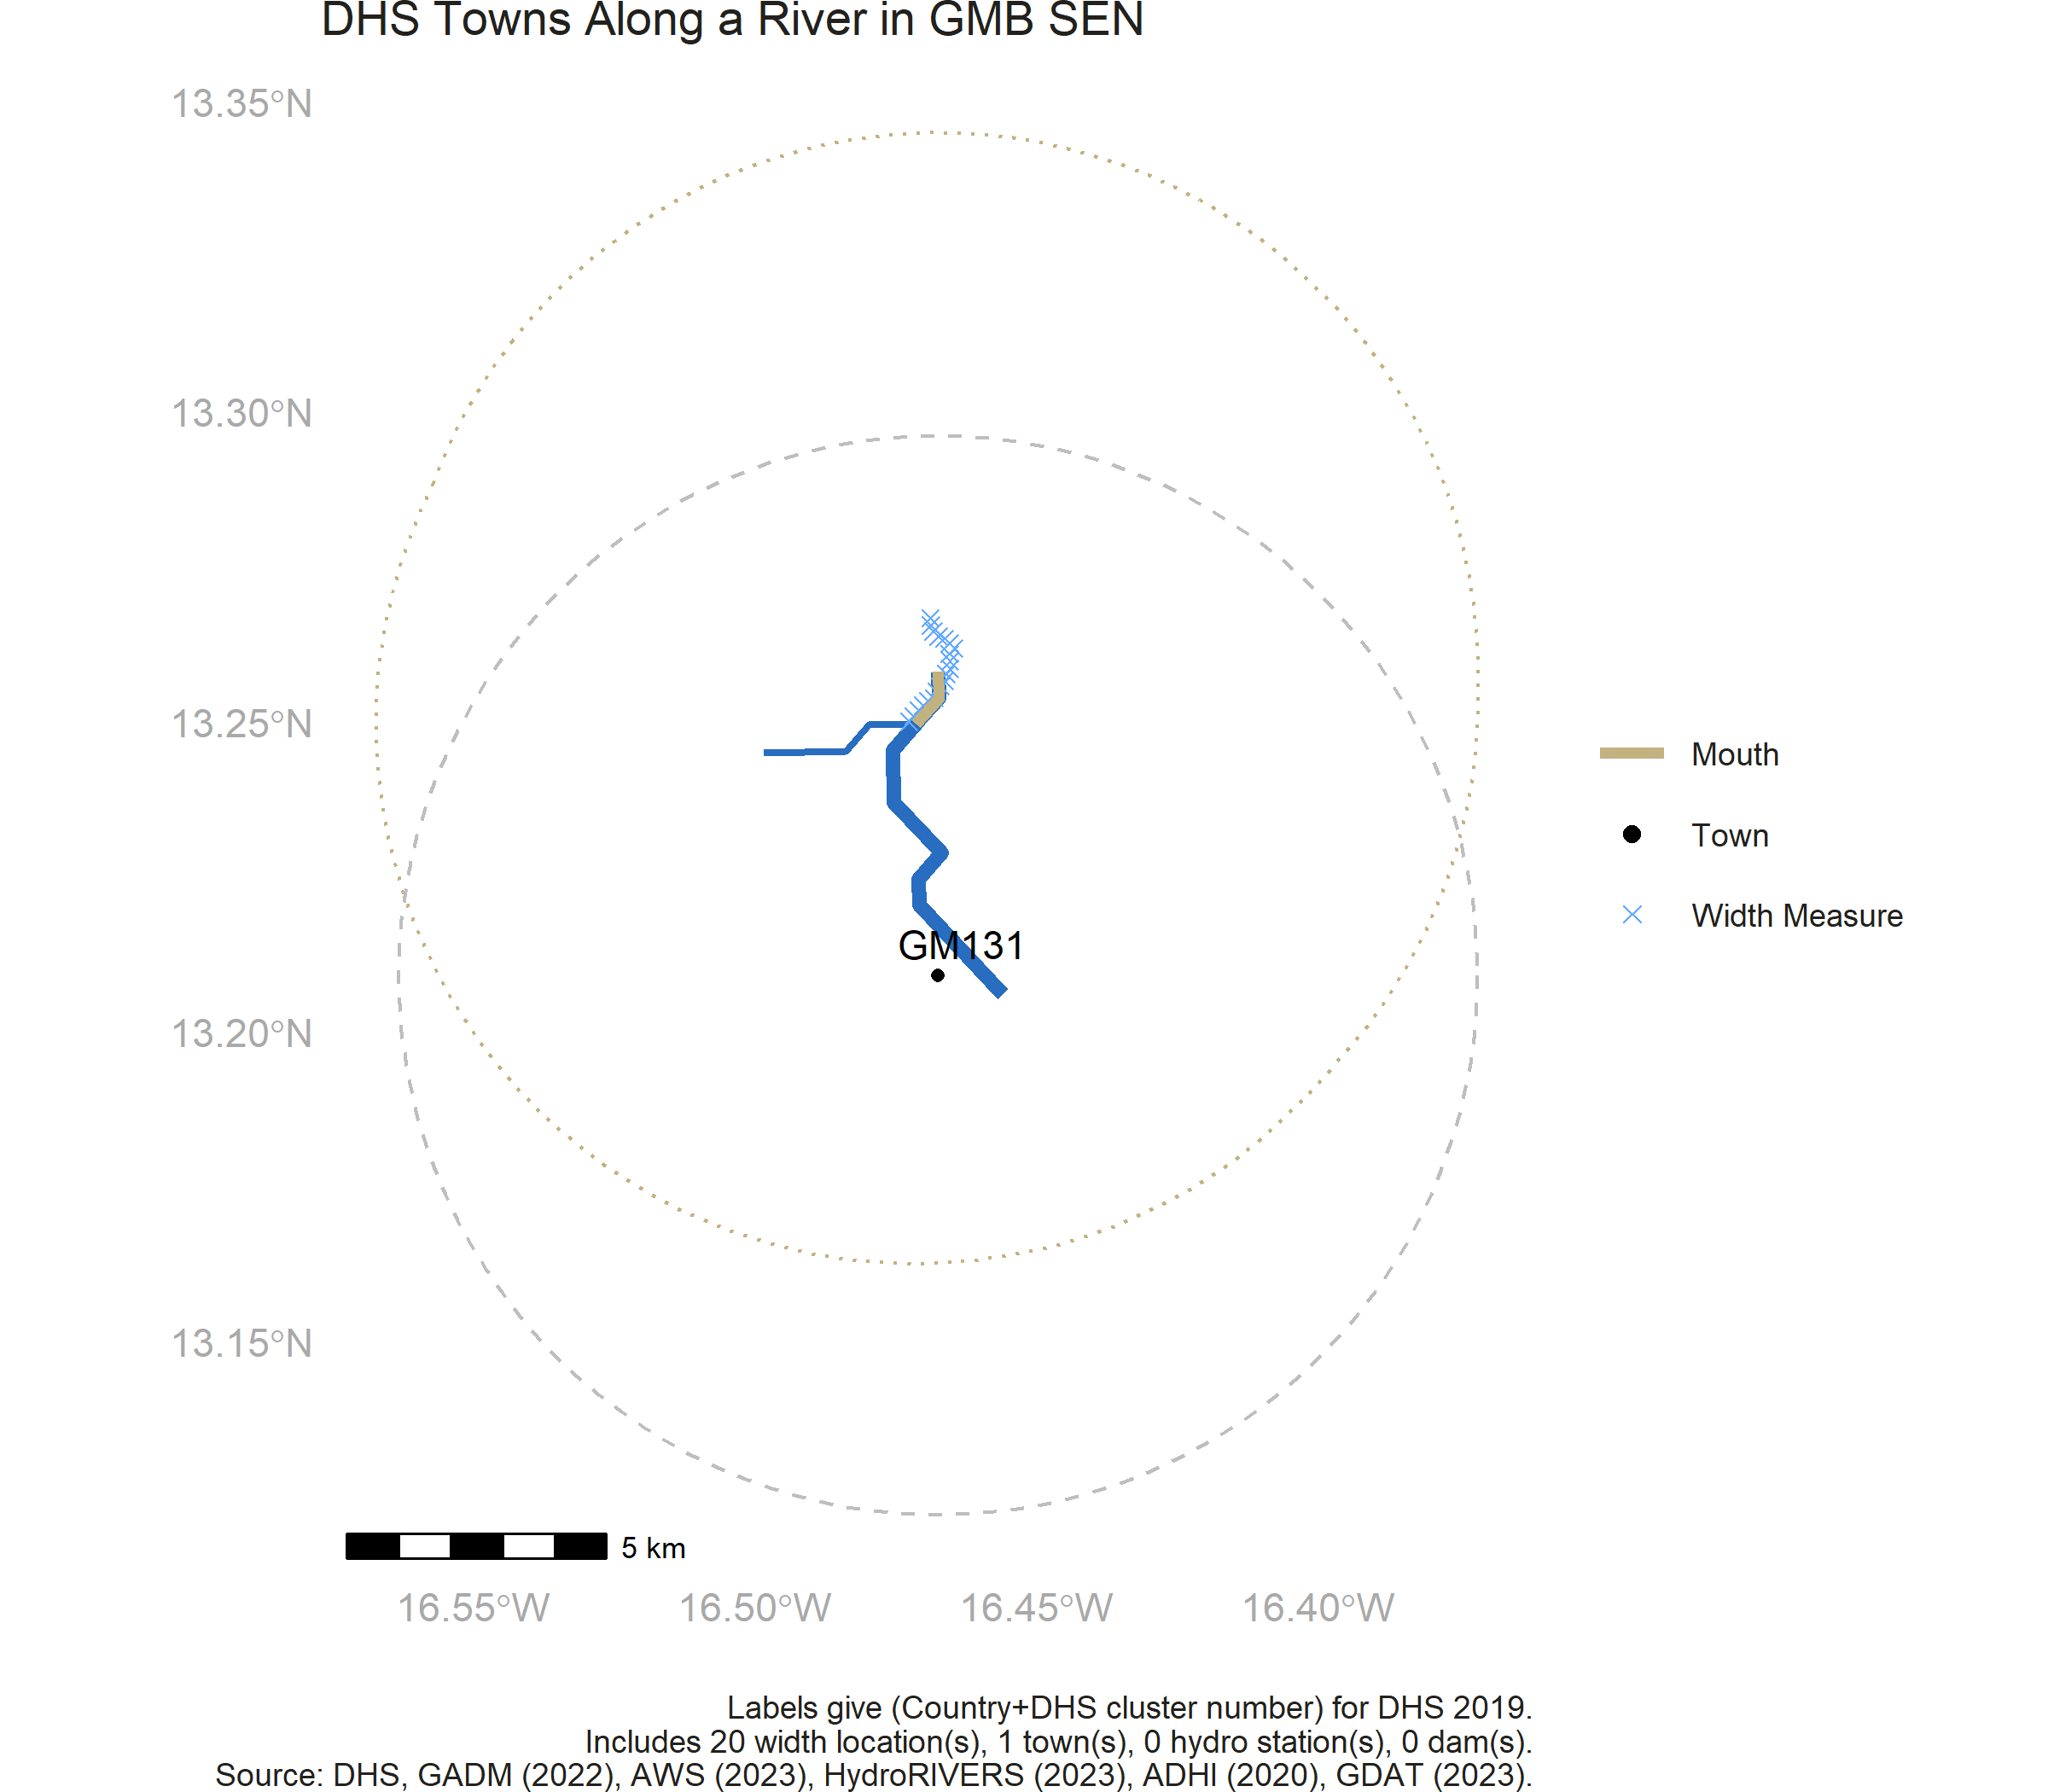 DHS Towns Along a River in GMB SEN
13.35°N
13.30°N
13.25°N
13.20°N
13.15°N
GM131
Mouth
Town
Width Measure
5 km
16.55°W
16.50°W
16.45°W
16.40°W
Labels give (Country+DHS cluster number) for DHS 2019.
Includes 20 width location(s), 1 town(s), 0 hydro station(s), 0 dam(s).
Source: DHS, GADM (2022), AWS (2023), HydroRIVERS (2023), ADHI (2020), GDAT (2023).